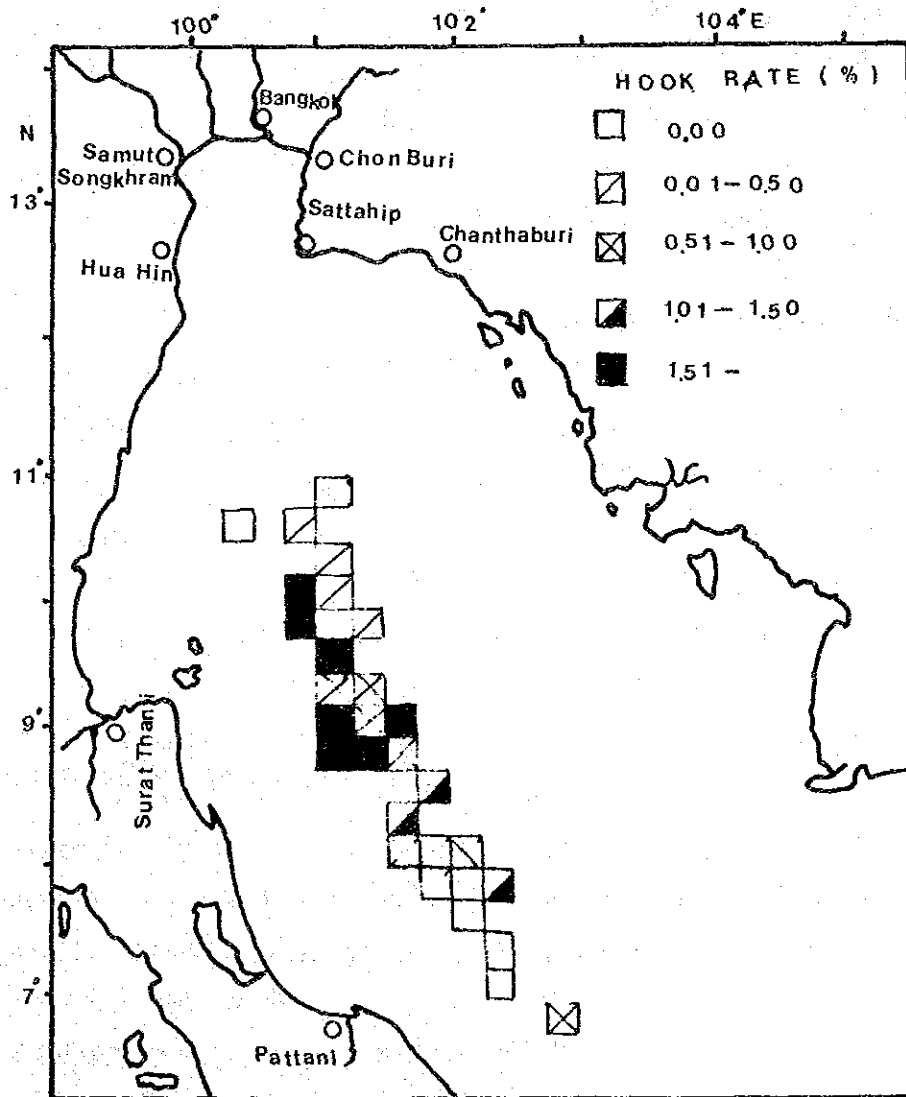 100° 102° 104°E
HOOK RATE (%)
Bangkok
N
0.00
Samut
Songkhram
Chon Buri
0.01-0.50
13°
Sattahip
Chanthaburi
0.51-1.00
Hua Hin
1.01-1.50
1.51-
11°
9°
Surat Thani
7°
Pattani